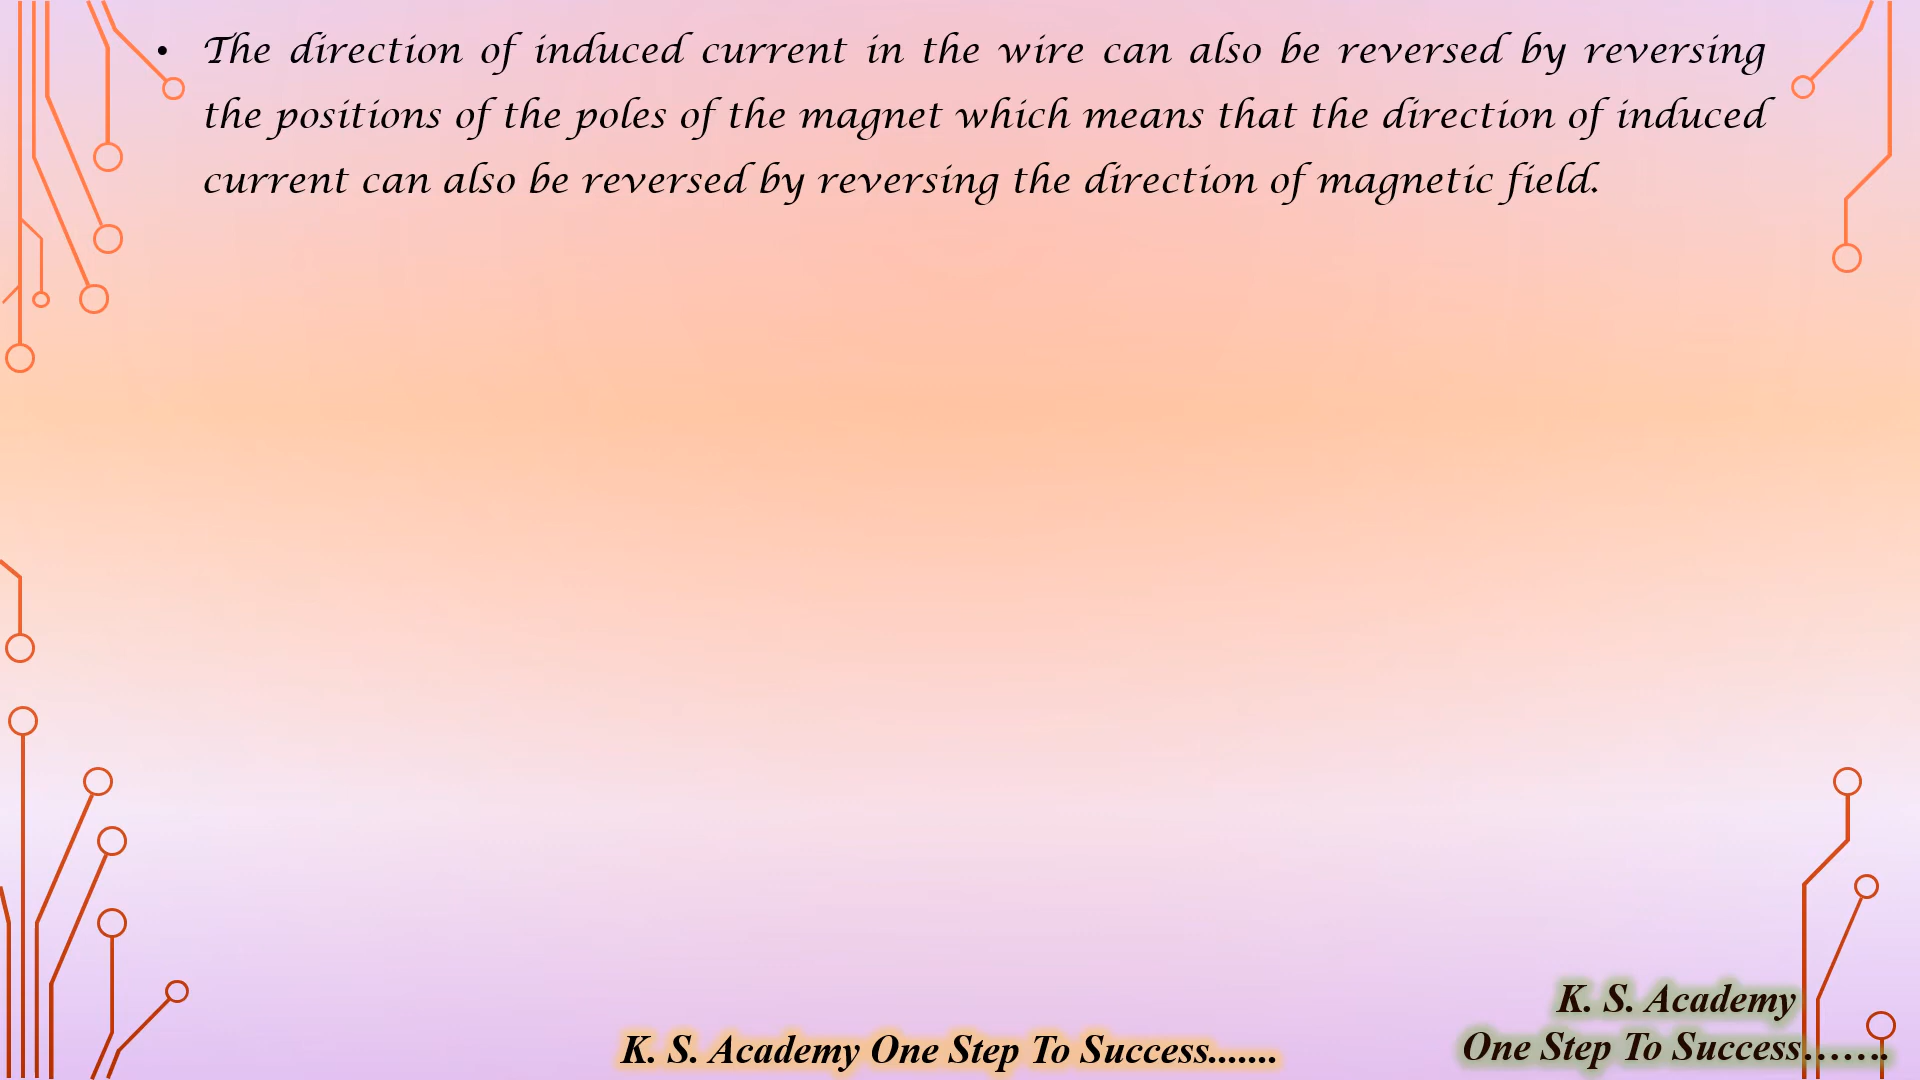 • The direction of induced current in the wire can also be reversed by reversing
the positions of the poles of the magnet which means that the direction of induced
current can also be reversed by reversing the direction of magnetic field.
K. S. Academy
One Step To Success.......
K. S. Academy One Step To Success.......